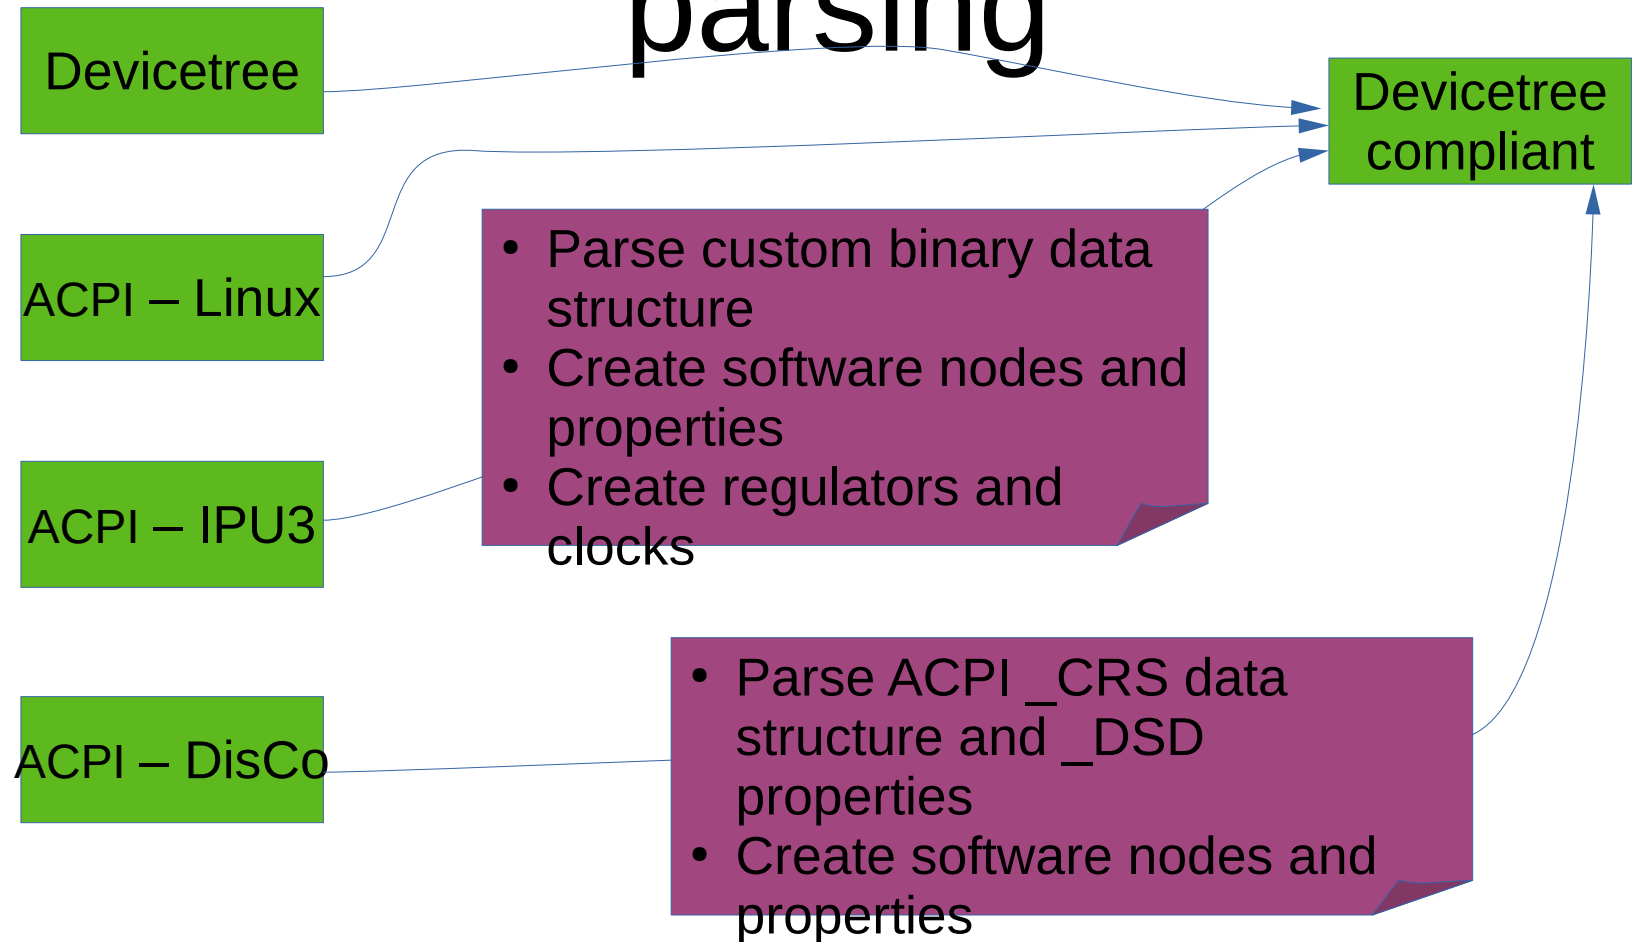 parsing
Devicetree
Devicetree
compliant
ACPI – Linux
• Parse custom binary data
structure
• Create software nodes and
properties
• Create regulators and
clocks
ACPI – IPU3
ACPI – DisCo
• Parse ACPI _CRS data
structure and _DSD
properties
• Create software nodes and
properties